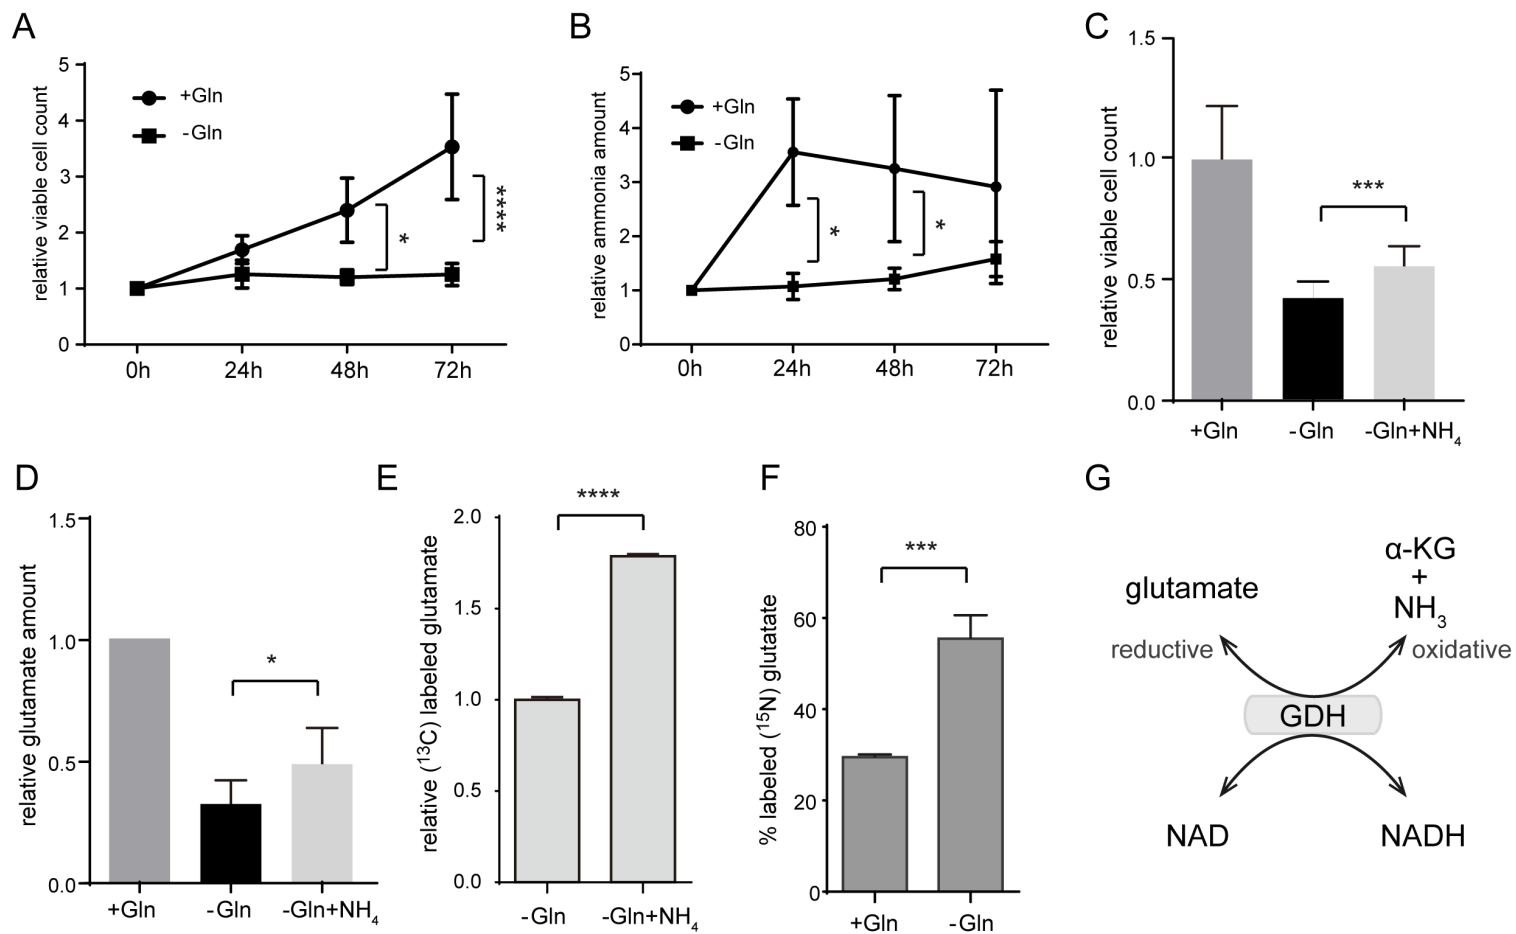 A
relative viable cell count
5
4
3
2
1
0
+Gln
-Gln
*
****
0h
24h
48h
72h
B
relative ammonia amount
5
4
3
2
1
0
+Gln
-Gln
*
*
0h
24h
48h
72h
C
relative viable cell count
1.5
1.0
0.5
0.0
***
+Gln
-Gln
-Gln+NH4
D
relative glutamate amount
1.5
1.0
0.5
0.0
*
+Gln
-Gln
-Gln+NH4
E
relative (13C) labeled glutamate
2.0
1.5
1.0
0.5
0.0
****
-Gln
-Gln+NH4
F
% labeled (15N) glutatate
80
60
40
20
0
***
+Gln
-Gln
G
α-KG
+
NH3
glutamate
reductive
oxidative
GDH
NAD
NADH